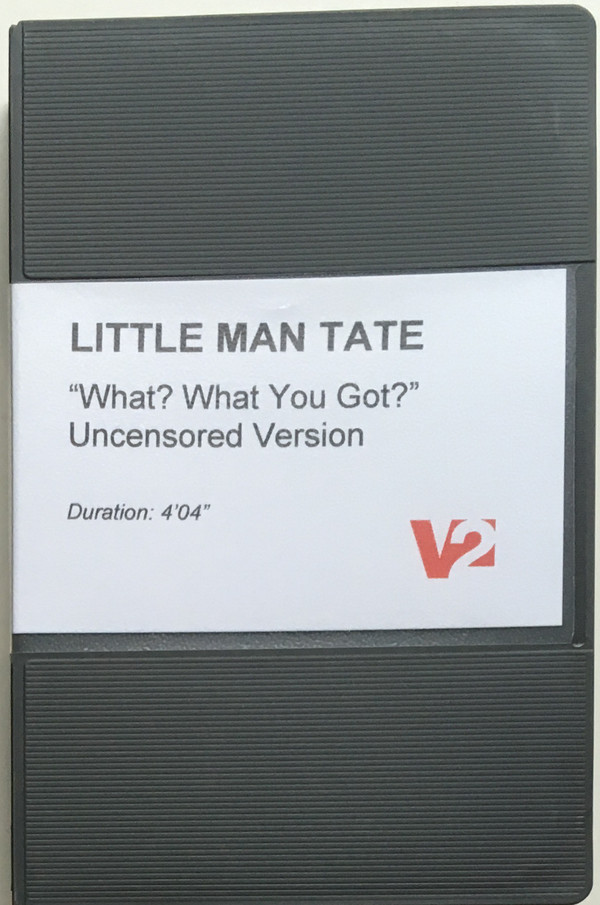 LITTLE MAN TATE
“What? What You Got?”
Uncensored Version
Duration: 4’04”
V2